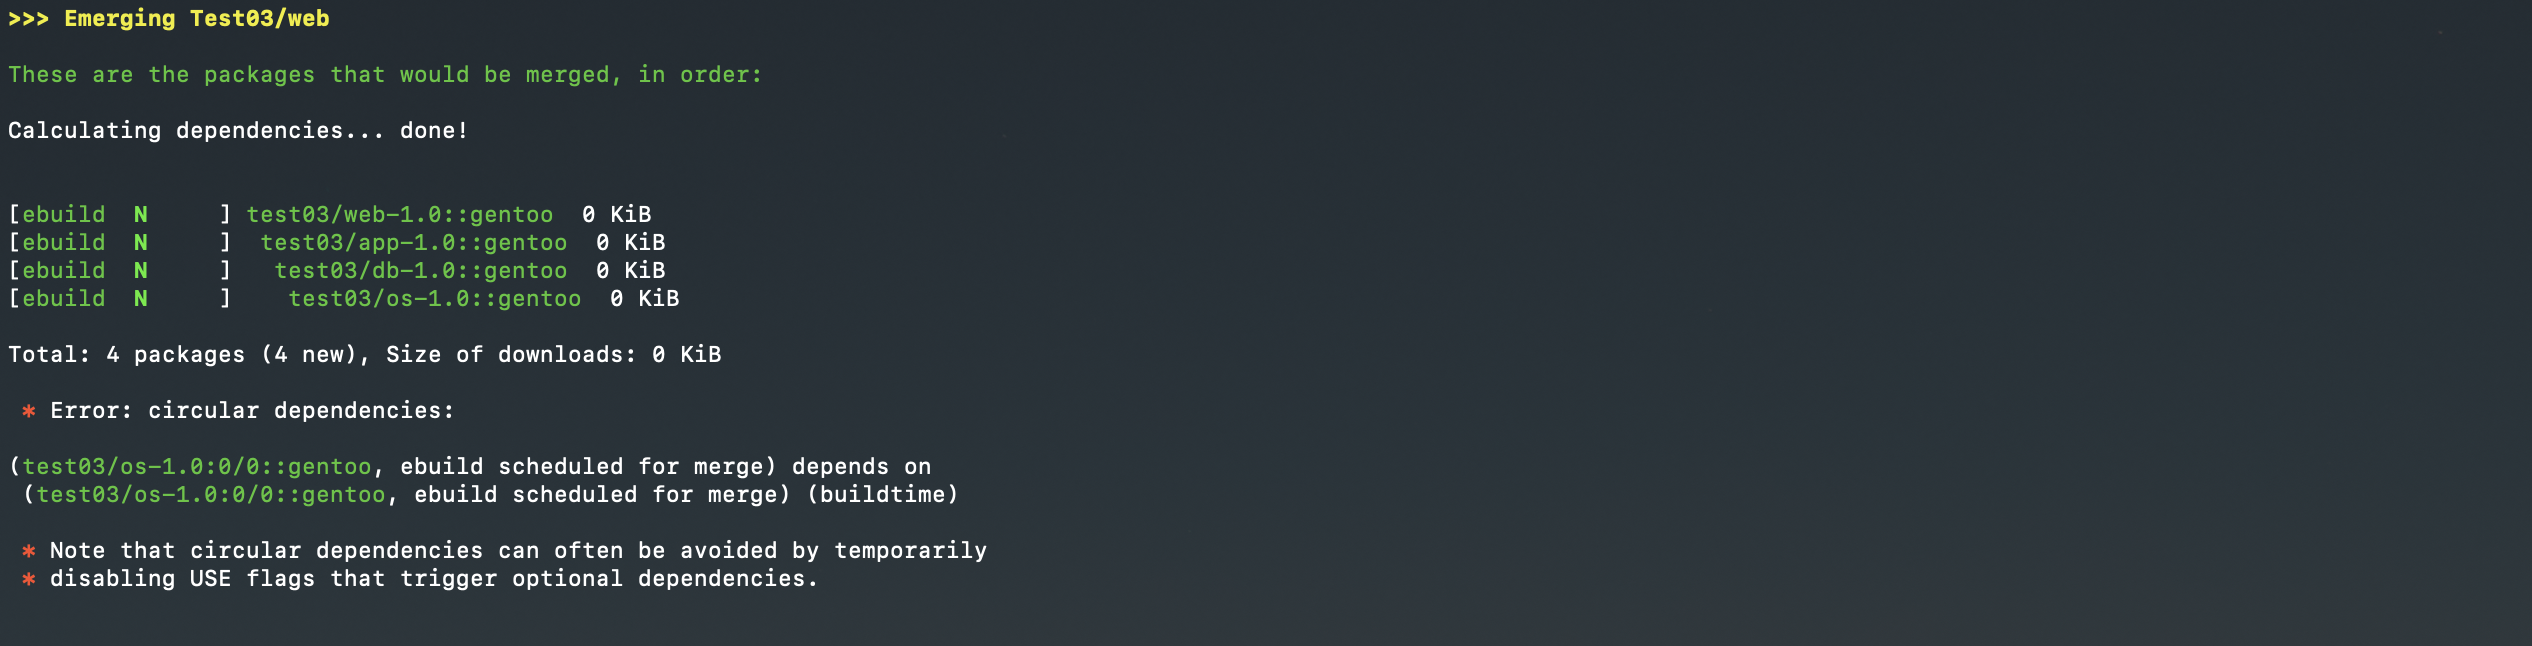 >>> Emerging Test03/web
These are the packages that would be merged, in order:
Calculating dependencies... done!
[ebuild  N     ] test03/web-1.0::gentoo  0 KiB
[ebuild  N     ]  test03/app-1.0::gentoo  0 KiB
[ebuild  N     ]   test03/db-1.0::gentoo  0 KiB
[ebuild  N     ]    test03/os-1.0::gentoo  0 KiB
Total: 4 packages (4 new), Size of downloads: 0 KiB
 * Error: circular dependencies:
(test03/os-1.0:0/0::gentoo, ebuild scheduled for merge) depends on
 (test03/os-1.0:0/0::gentoo, ebuild scheduled for merge) (buildtime)
 * Note that circular dependencies can often be avoided by temporarily
 * disabling USE flags that trigger optional dependencies.